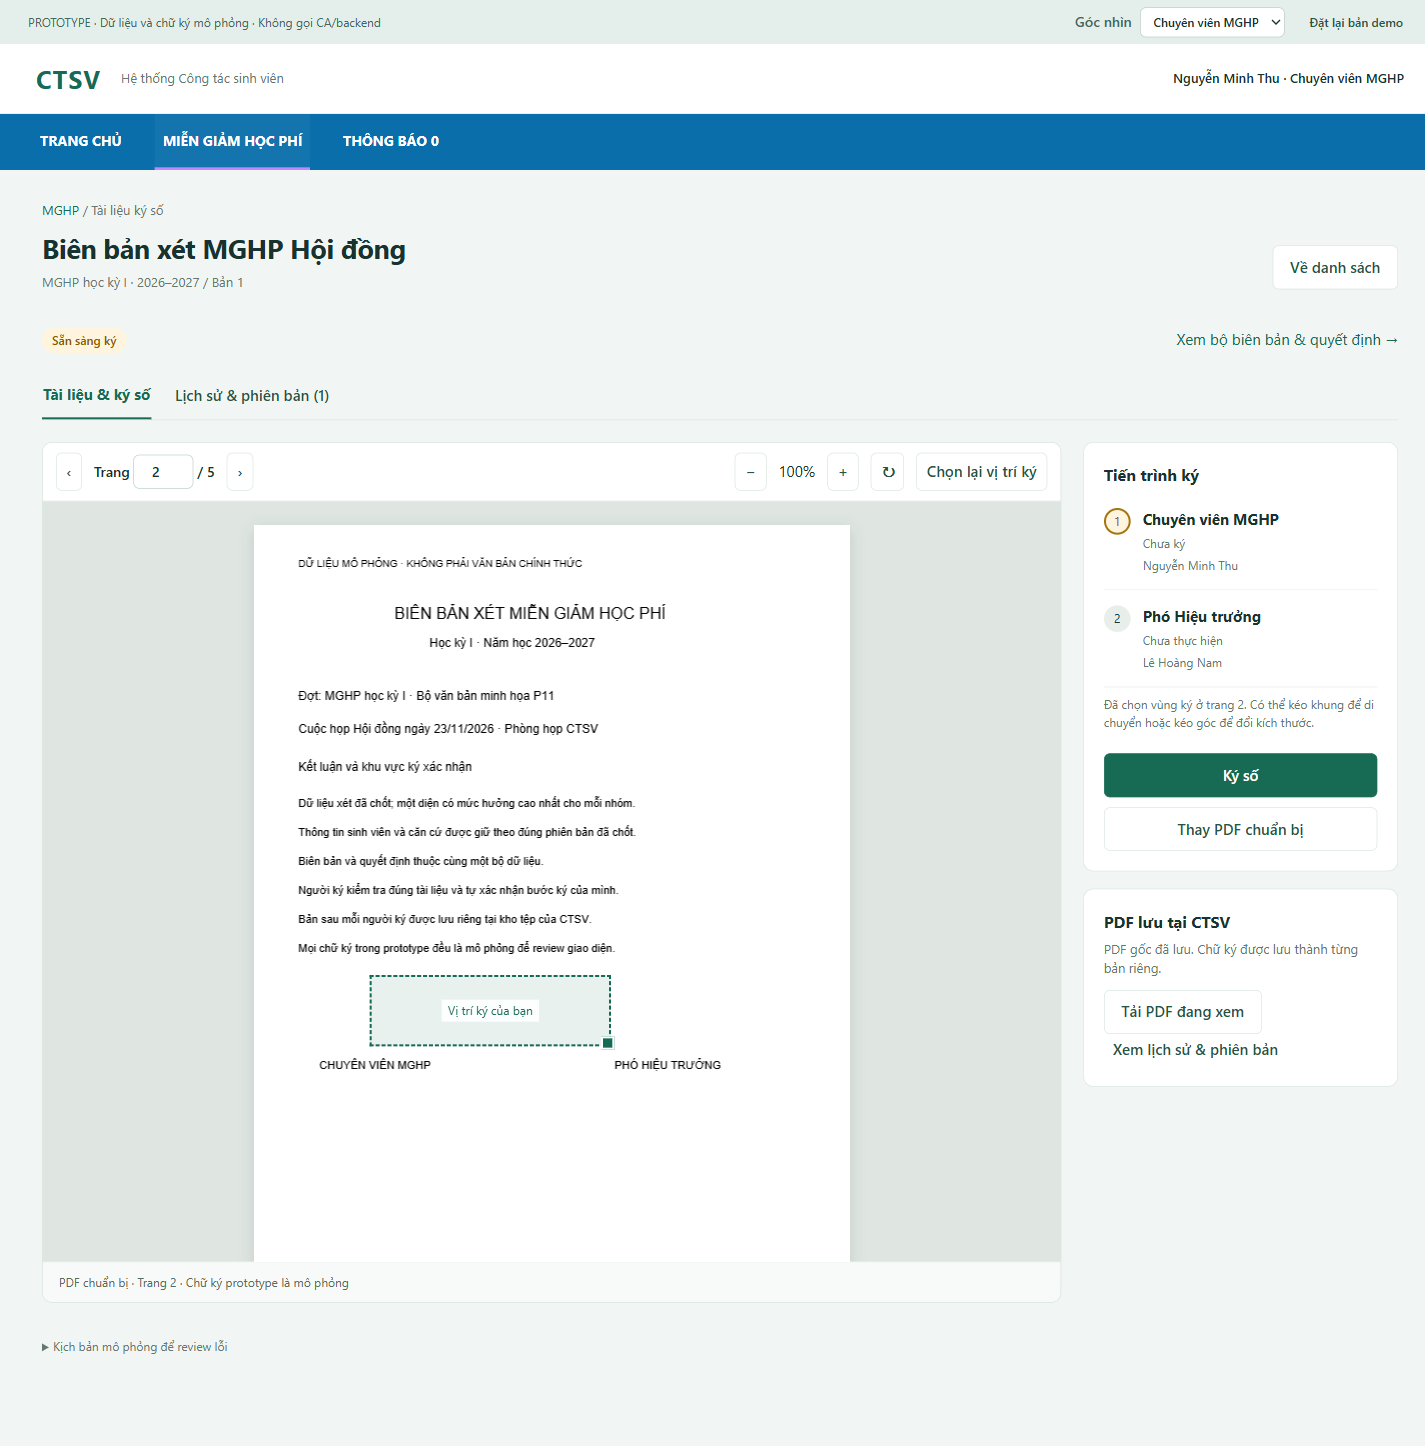 PROTOTYPE · Dữ liệu và chữ ký mô phỏng · Không gọi CA/backend
Góc nhìn
Chuyên viên MGHP
Đặt lại bản demo
CTSV
Hệ thống Công tác sinh viên
Nguyễn Minh Thu · Chuyên viên MGHP
TRANG CHỦ
MIỄN GIẢM HỌC PHÍ
THÔNG BÁO 0
MGHP / Tài liệu ký số
Biên bản xét MGHP Hội đồng
MGHP học kỳ I · 2026–2027 / Bản 1
Về danh sách
Sẵn sàng ký
Xem bộ biên bản & quyết định →
Tài liệu & ký số
Lịch sử & phiên bản (1)
‹ Trang 2 / 5 ›
− 100% + ↻ Chọn lại vị trí ký
DỮ LIỆU MÔ PHỎNG · KHÔNG PHẢI VĂN BẢN CHÍNH THỨC
BIÊN BẢN XÉT MIỄN GIẢM HỌC PHÍ
Học kỳ I · Năm học 2026–2027
Đợt: MGHP học kỳ I · Bộ văn bản minh họa P11
Cuộc họp Hội đồng ngày 23/11/2026 · Phòng họp CTSV
Kết luận và khu vực ký xác nhận
Dữ liệu xét đã chốt; một diện có mức hưởng cao nhất cho mỗi nhóm.
Thông tin sinh viên và căn cứ được giữ theo đúng phiên bản đã chốt.
Biên bản và quyết định thuộc cùng một bộ dữ liệu.
Người ký kiểm tra đúng tài liệu và tự xác nhận bước ký của mình.
Bản sau mỗi người ký được lưu riêng tại kho tệp của CTSV.
Mọi chữ ký trong prototype đều là mô phỏng để review giao diện.
Vị trí ký của bạn
CHUYÊN VIÊN MGHP
PHÓ HIỆU TRƯỞNG
PDF chuẩn bị · Trang 2 · Chữ ký prototype là mô phỏng
Tiến trình ký
1 Chuyên viên MGHP
Chưa ký
Nguyễn Minh Thu
2 Phó Hiệu trưởng
Chưa thực hiện
Lê Hoàng Nam
Đã chọn vùng ký ở trang 2. Có thể kéo khung để di
chuyển hoặc kéo góc để đổi kích thước.
Ký số
Thay PDF chuẩn bị
PDF lưu tại CTSV
PDF gốc đã lưu. Chữ ký được lưu thành từng
bản riêng.
Tải PDF đang xem
Xem lịch sử & phiên bản
▶ Kịch bản mô phỏng để review lỗi